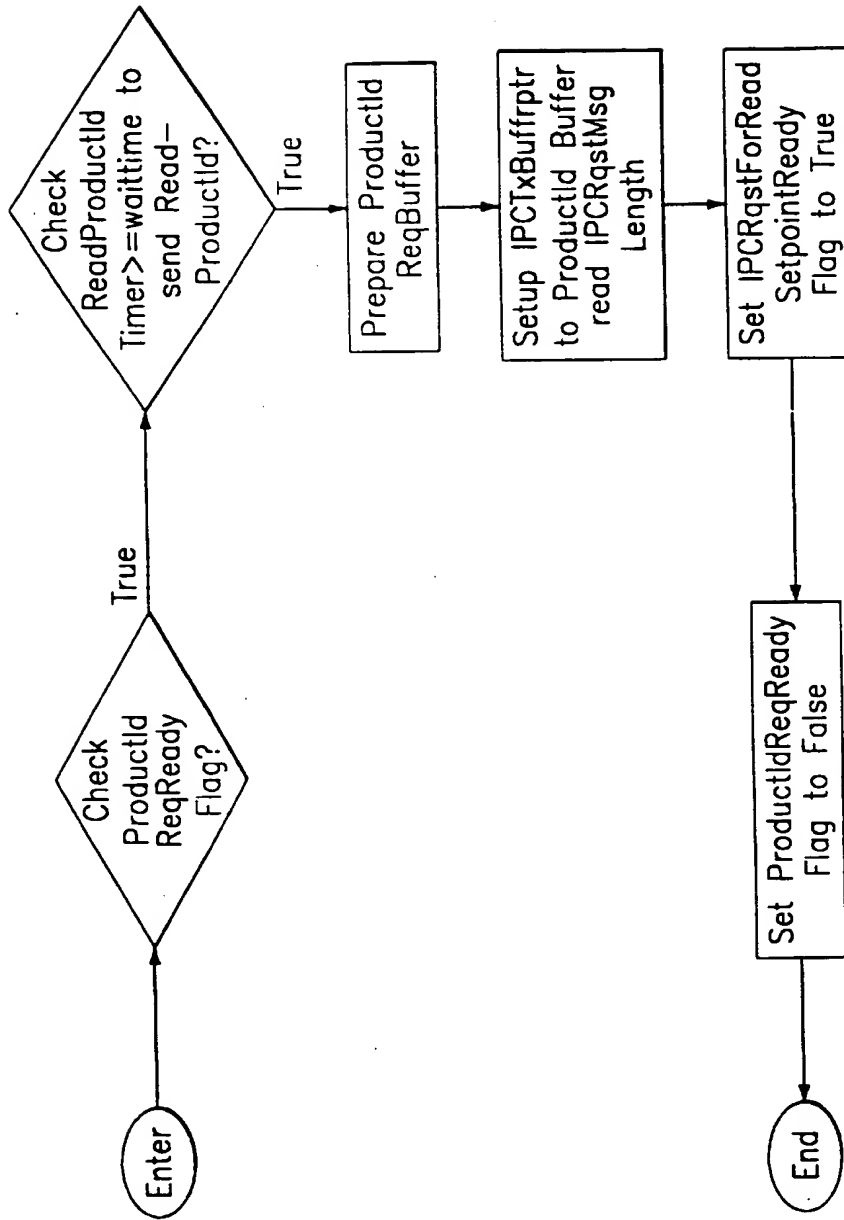 Enter
Check
ProductId
ReqReady
Flag?
True
Check
ReadProductId
Timer>=waittime to
send Read-
ProductId?
True
Prepare ProductId
ReqBuffer
Setup IPCTxBuffrptr
to ProductId Buffer
read IPCRqstMsg
Length
Set IPCRqstForRead
SetpointReady
Flag to True
Set ProductIdReqReady
Flag to False
End